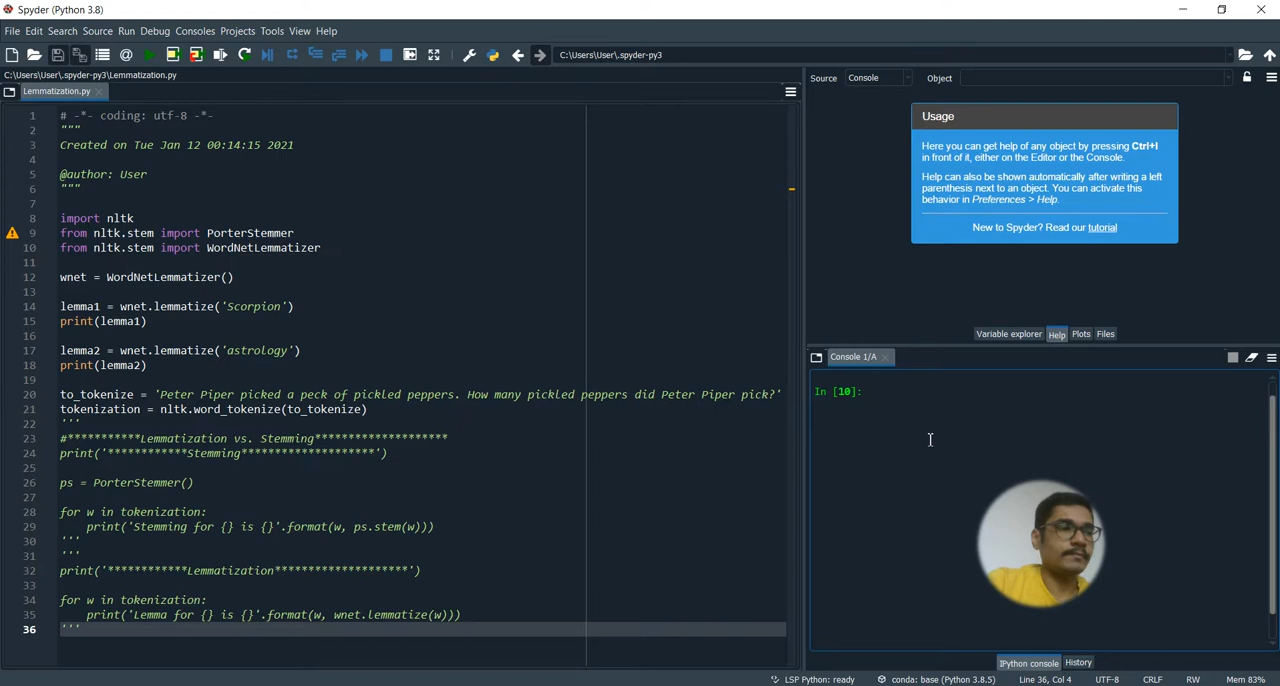 Spyder (Python 3.8)
File Edit Search Source Run Debug Consoles Projects Tools View Help
C:\Users\User\.spyder-py3
C:\Users\User\.spyder-py3\Lemmatization.py
Lemmatization.py
1 # -*- coding: utf-8 -*-
2 """
3 Created on Tue Jan 12 00:14:15 2021
4
5 @author: User
6 """
7
8 import nltk
9 from nltk.stem import PorterStemmer
10 from nltk.stem import WordNetLemmatizer
11
12 wnet = WordNetLemmatizer()
13
14 lemma1 = wnet.lemmatize('Scorpion')
15 print(lemma1)
16
17 lemma2 = wnet.lemmatize('astrology')
18 print(lemma2)
19
20 to_tokenize = 'Peter Piper picked a peck of pickled peppers. How many pickled peppers did Peter Piper pick?'
21 tokenization = nltk.word_tokenize(to_tokenize)
22 '''
23 #***********Lemmatization vs. Stemming********************
24 print('************Stemming********************')
25
26 ps = PorterStemmer()
27
28 for w in tokenization:
29 print('Stemming for {} is {}'.format(w, ps.stem(w)))
30 '''
31 '''
32 print('************Lemmatization********************')
33
34 for w in tokenization:
35 print('Lemma for {} is {}'.format(w, wnet.lemmatize(w)))
36 '''
Source Console Object
Usage
Here you can get help of any object by pressing Ctrl+I
in front of it, either on the Editor or the Console.
Help can also be shown automatically after writing a left
parenthesis next to an object. You can activate this
behavior in Preferences > Help.
New to Spyder? Read our tutorial
Variable explorer Help Plots Files
Console 1/A
In [10]:
IPython console History
LSP Python: ready conda: base (Python 3.8.5) Line 36, Col 4 UTF-8 CRLF RW Mem 83%